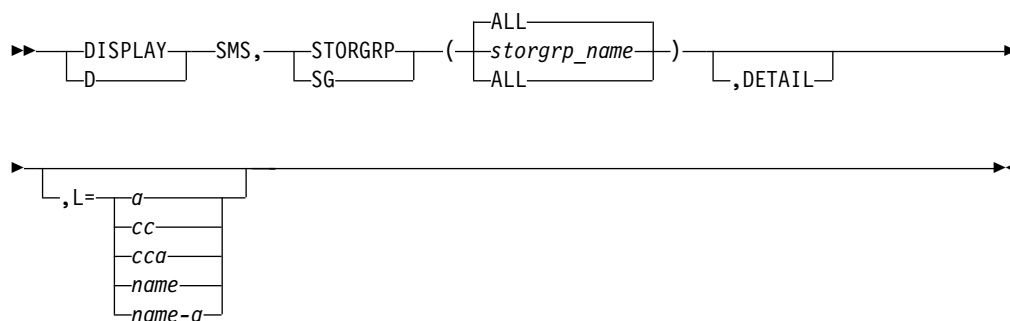 ALL
DISPLAY SMS, STORGRP ( storgrp_name )
D SG ALL ,DETAIL
,L= a
cc
cca
name
name-a